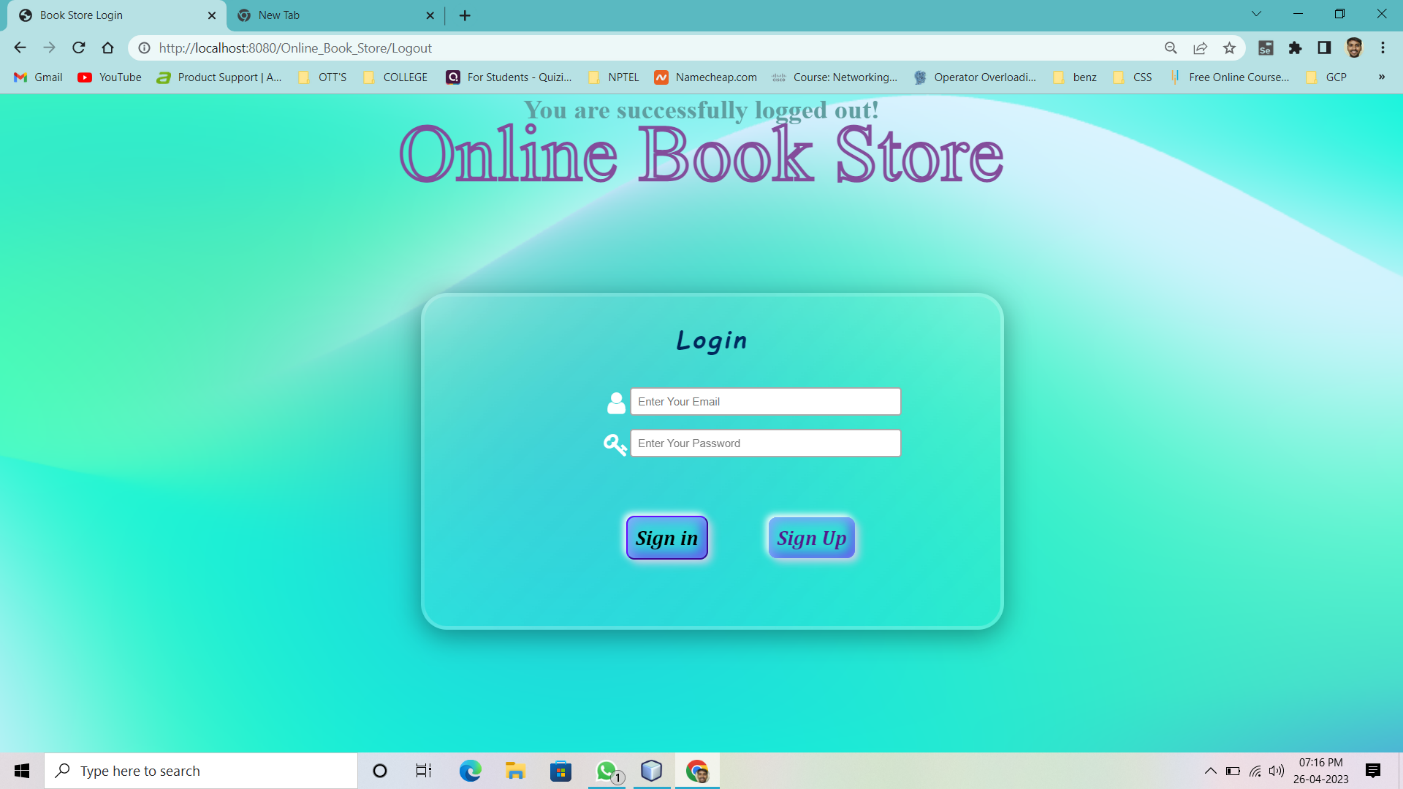 Book Store Login
New Tab
http://localhost:8080/Online_Book_Store/Logout
Se
Gmail
YouTube
Product Support | A...
OTT'S
COLLEGE
For Students - Quizi...
NPTEL
Namecheap.com
Course: Networking...
Operator Overloadi...
benz
CSS
Free Online Course...
GCP
»
You are successfully logged out!
Online Book Store
Login
Enter Your Email
Enter Your Password
Sign in
Sign Up
Type here to search
1
07:16 PM
26-04-2023